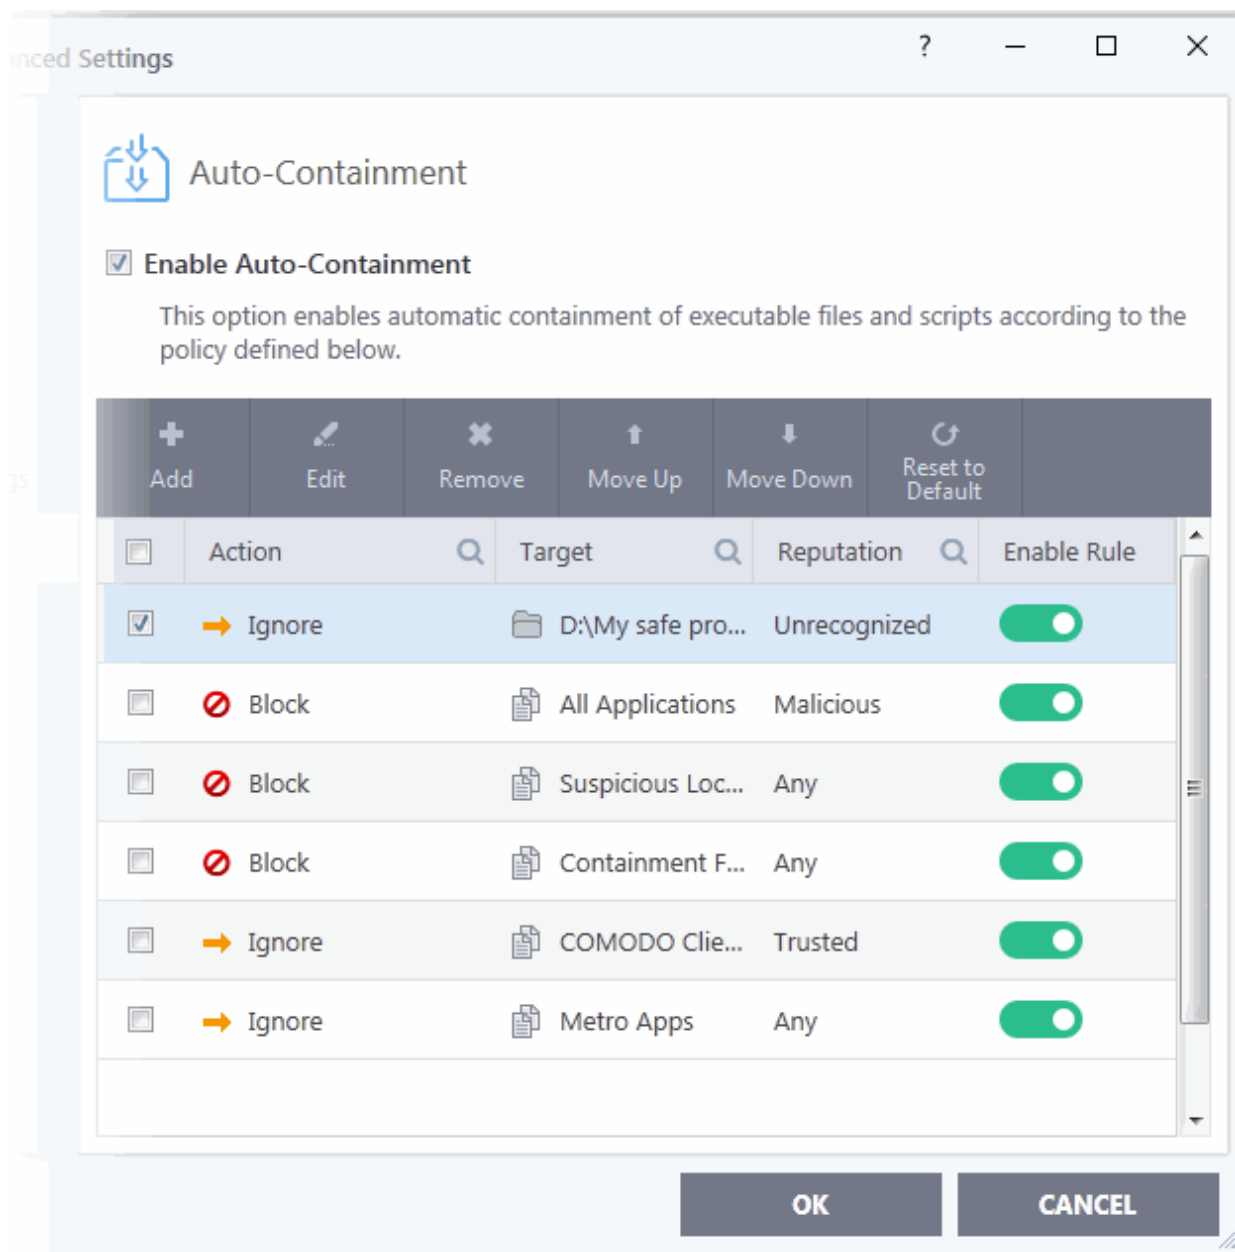 Settings
?
Auto-Containment
Enable Auto-Containment
This option enables automatic containment of executable files and scripts according to the
policy defined below.
Add Edit Remove Move Up Move Down Reset to
Default
Action Target Reputation Enable Rule
Ignore D:\My safe pro... Unrecognized
Block All Applications Malicious
Block Suspicious Loc... Any
Block Containment F... Any
Ignore COMODO Clie... Trusted
Ignore Metro Apps Any
OK CANCEL